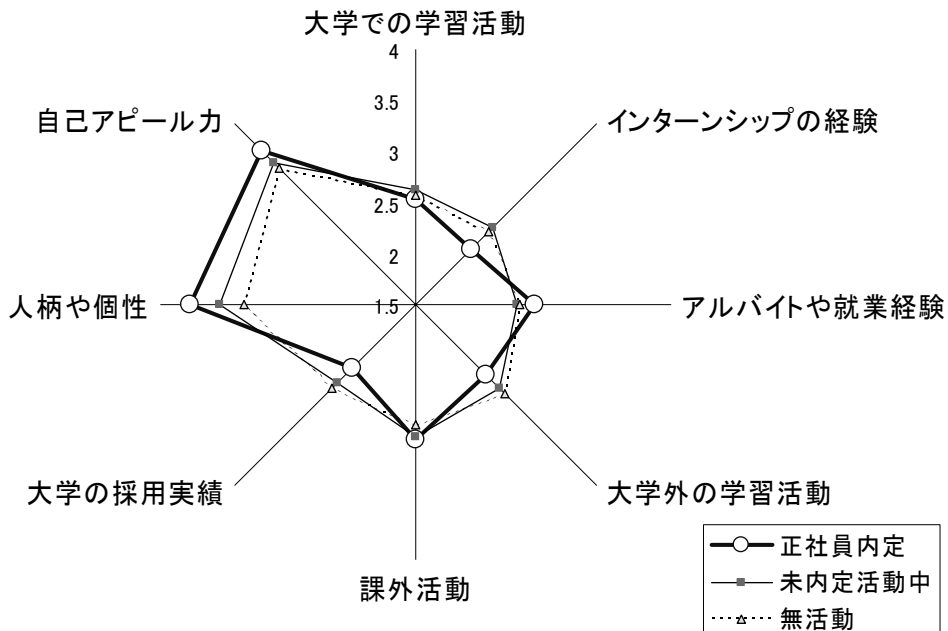 大学での学習活動
4
3.5
3
2.5
2
1.5
インターンシップの経験
アルバイトや就業経験
大学外の学習活動
課外活動
大学の採用実績
人柄や個性
自己アピール力
正社員内定
未内定活動中
無活動